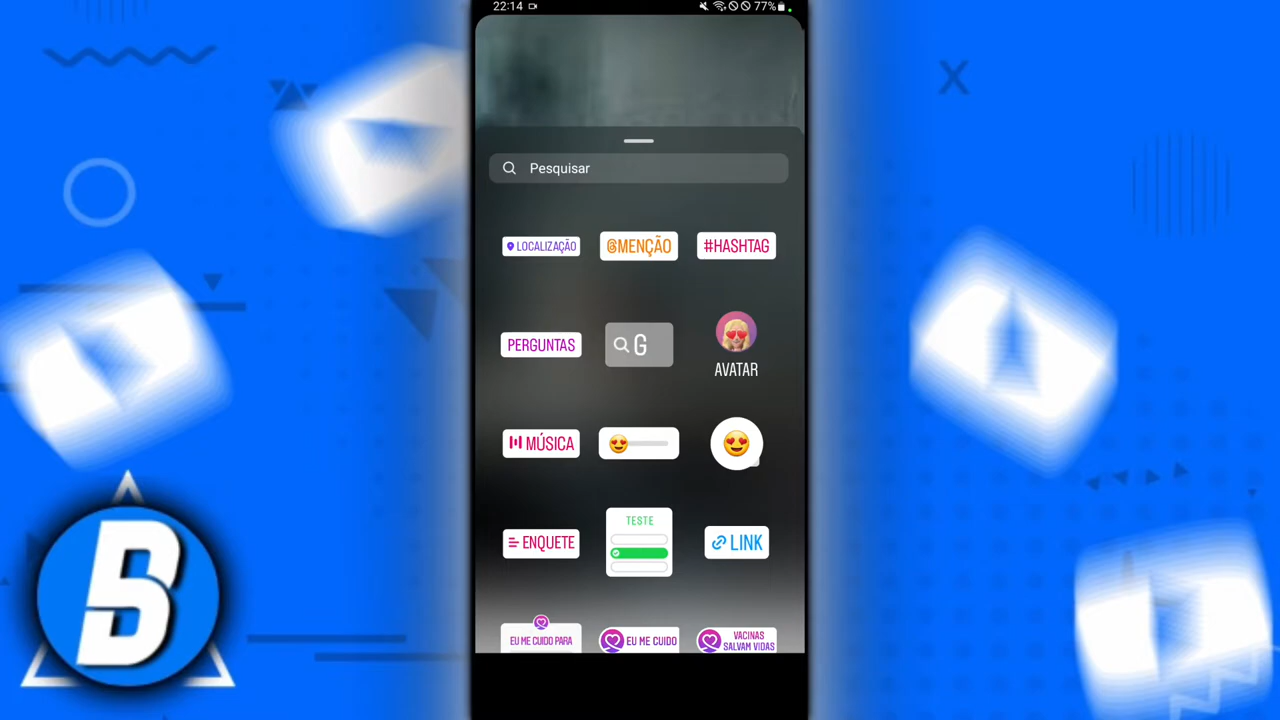 22:14
77%
Pesquisar
LOCALIZAÇÃO
@MENÇÃO
#HASHTAG
PERGUNTAS
G
AVATAR
MÚSICA
ENQUETE
TESTE
LINK
EU ME CUIDO PARA
EU ME CUIDO
VACINAS
SALVAM VIDAS
B